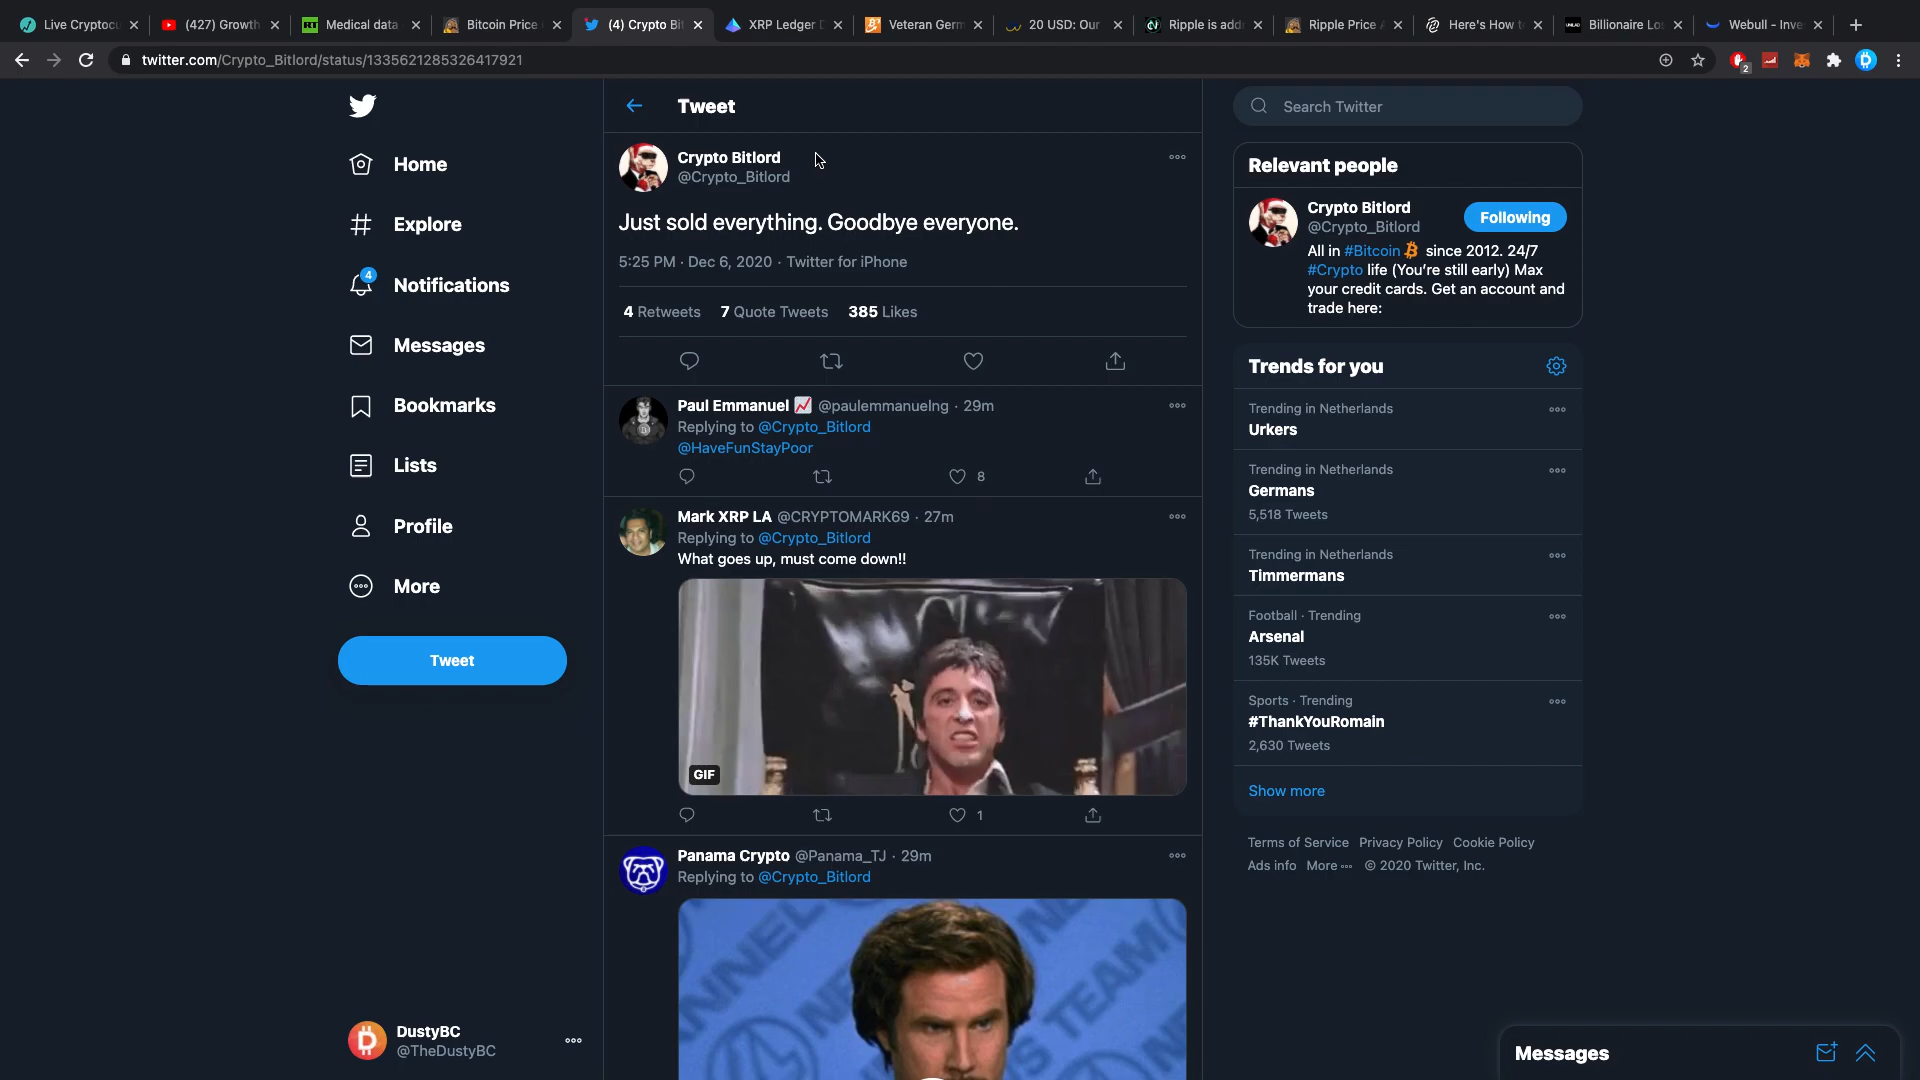 Live Cryptocu
(427) Growth
Medical data
Bitcoin Price
(4) Crypto Bit
XRP Ledger
Veteran Germ
20 USD: Our
Ripple is add
Ripple Price A
Here's How to
Billionaire Lo
Webull - Inve
twitter.com/Crypto_Bitlord/status/1335621285326417921
2
Home
Explore
4
Notifications
Messages
Bookmarks
Lists
Profile
More
Tweet
DustyBC
@TheDustyBC
Tweet
Crypto Bitlord
@Crypto_Bitlord
Just sold everything. Goodbye everyone.
5:25 PM · Dec 6, 2020 · Twitter for iPhone
4 Retweets 7 Quote Tweets 385 Likes
Paul Emmanuel 📈 @paulemmanuelng · 29m
Replying to @Crypto_Bitlord
@HaveFunStayPoor
8
Mark XRP LA @CRYPTOMARK69 · 27m
Replying to @Crypto_Bitlord
What goes up, must come down!!
GIF
1
Panama Crypto @Panama_TJ · 29m
Replying to @Crypto_Bitlord
Search Twitter
Relevant people
Crypto Bitlord
@Crypto_Bitlord
Following
All in #Bitcoin since 2012. 24/7
#Crypto life (You're still early) Max
your credit cards. Get an account and
trade here:
Trends for you
Trending in Netherlands
Urkers
Trending in Netherlands
Germans
5,518 Tweets
Trending in Netherlands
Timmermans
Football · Trending
Arsenal
135K Tweets
Sports · Trending
#ThankYouRomain
2,630 Tweets
Show more
Terms of Service Privacy Policy Cookie Policy
Ads info More ··· © 2020 Twitter, Inc.
Messages